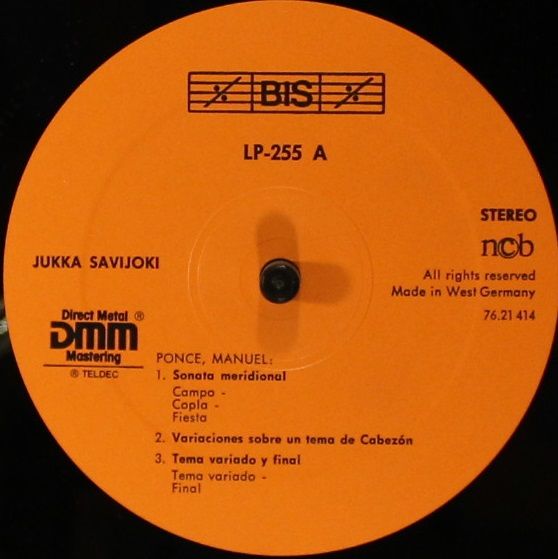 BIS
LP-255 A
STEREO
ncb
JUKKA SAVIJOKI
All rights reserved
Made in West Germany
76.21 414
Direct Metal ®
DMM
Mastering
® TELDEC
PONCE, MANUEL:
1. Sonata meridional
Campo -
Copla -
Fiesta
2. Variaciones sobre un tema de Cabezón
3. Tema variado y final
Tema variado -
Final